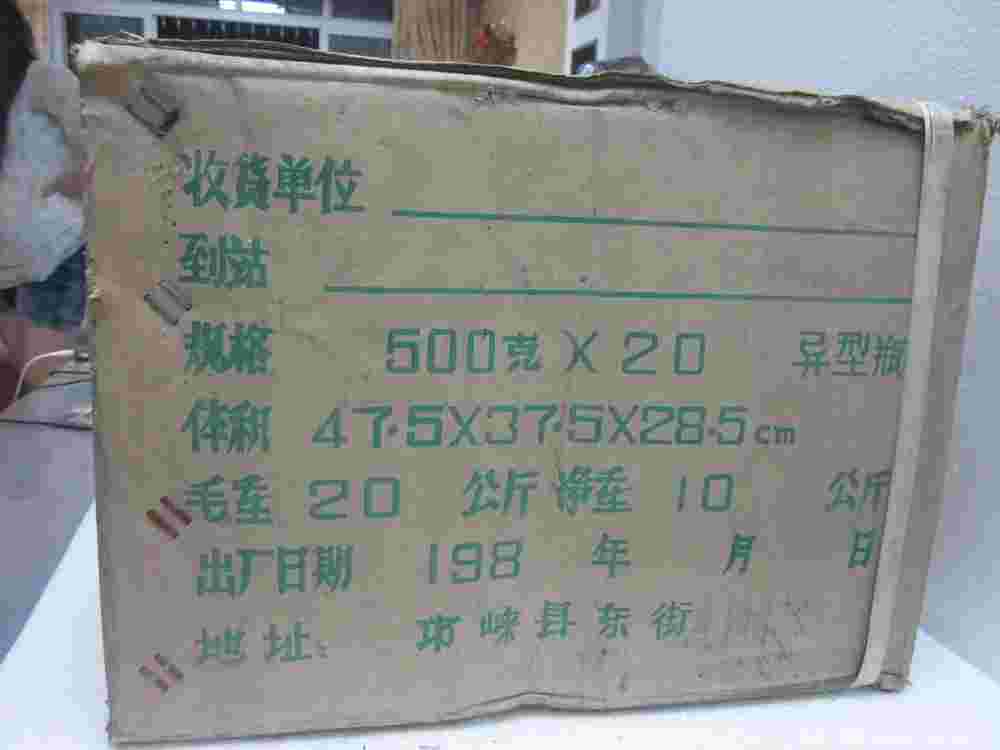 收货单位
到站
规格 500克 X 20 异型瓶
体积 47.5X37.5X28.5cm
毛重 20 公斤 净重 10 公斤
出厂日期 198 年 月 日
地址: 邛崃县东街